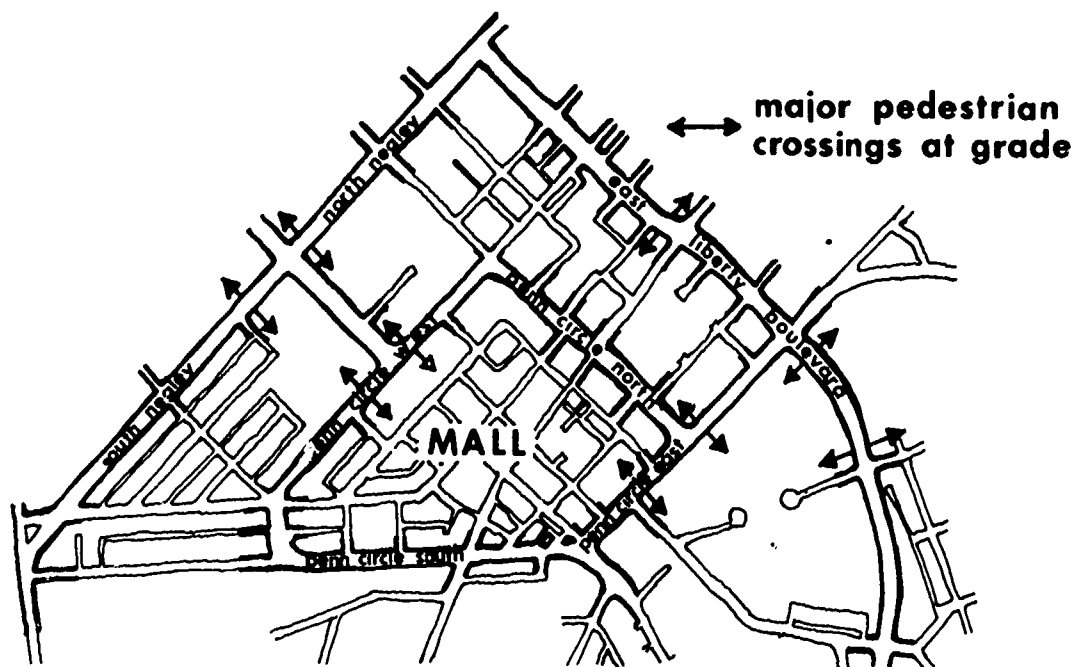 major pedestrian
crossings at grade
north negley
east
liberty
boulevard
penn circle north
penn circle west
south negley
MALL
penn circle east
penn circle south